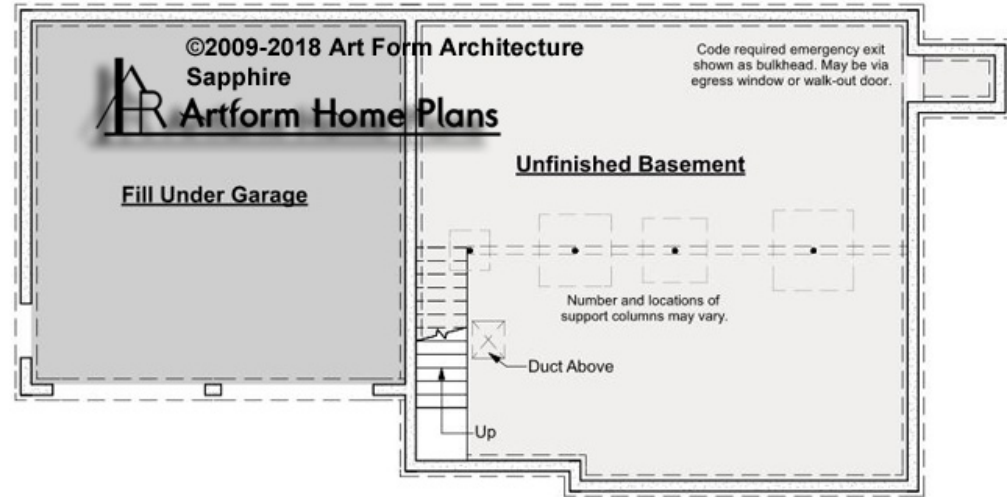 ©2009-2018 Art Form Architecture
Sapphire
Artform Home Plans
Code required emergency exit
shown as bulkhead. May be via
egress window or walk-out door.
Unfinished Basement
Fill Under Garage
Number and locations of
support columns may vary.
Duct Above
Up